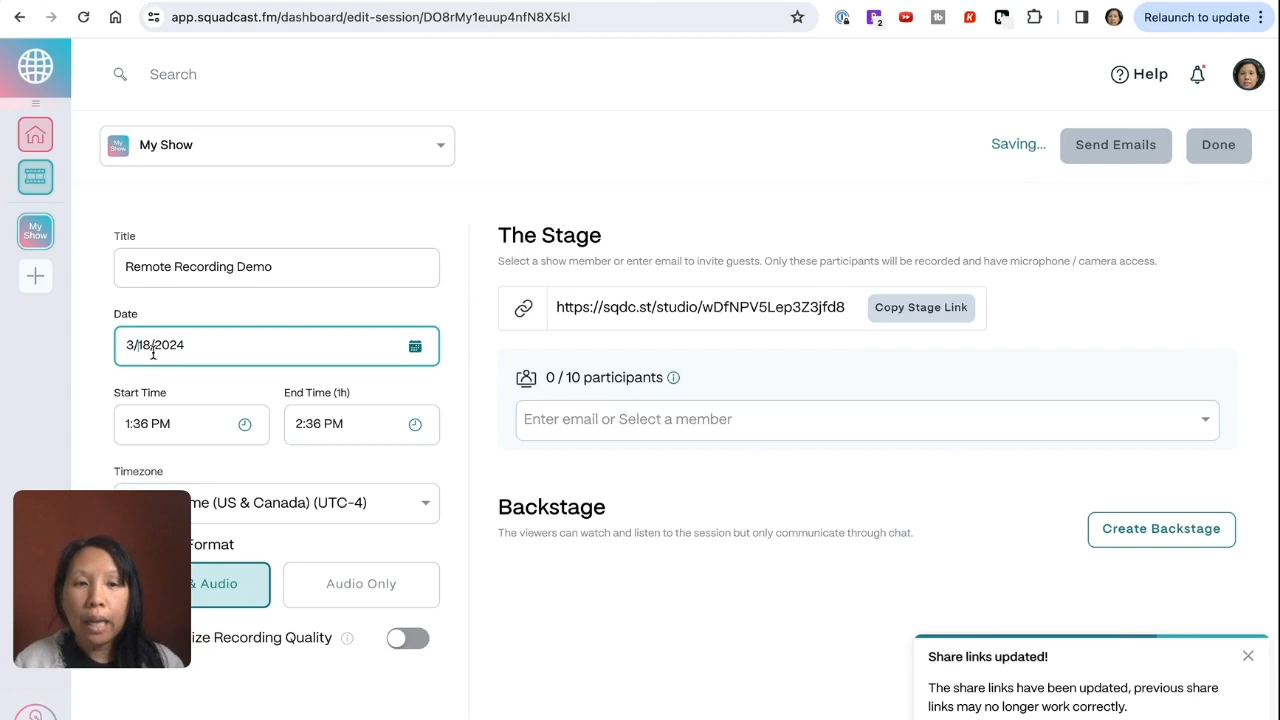 app.squadcast.fm/dashboard/edit-session/DO8rMy1euup4nfN8X5kI
2
Relaunch to update
Search
Help
My Show
My Show
Saving...
Send Emails
Done
My
Show
Title
Remote Recording Demo
Date
3/18/2024
Start Time
End Time (1h)
1:36 PM
2:36 PM
Timezone
me (US & Canada) (UTC-4)
Format
& Audio
Audio Only
ize Recording Quality
The Stage
Select a show member or enter email to invite guests. Only these participants will be recorded and have microphone / camera access.
https://sqdc.st/studio/wDfNPV5Lep3Z3jfd8
Copy Stage Link
0 / 10 participants
Enter email or Select a member
Backstage
The viewers can watch and listen to the session but only communicate through chat.
Create Backstage
Share links updated!
The share links have been updated, previous share
links may no longer work correctly.